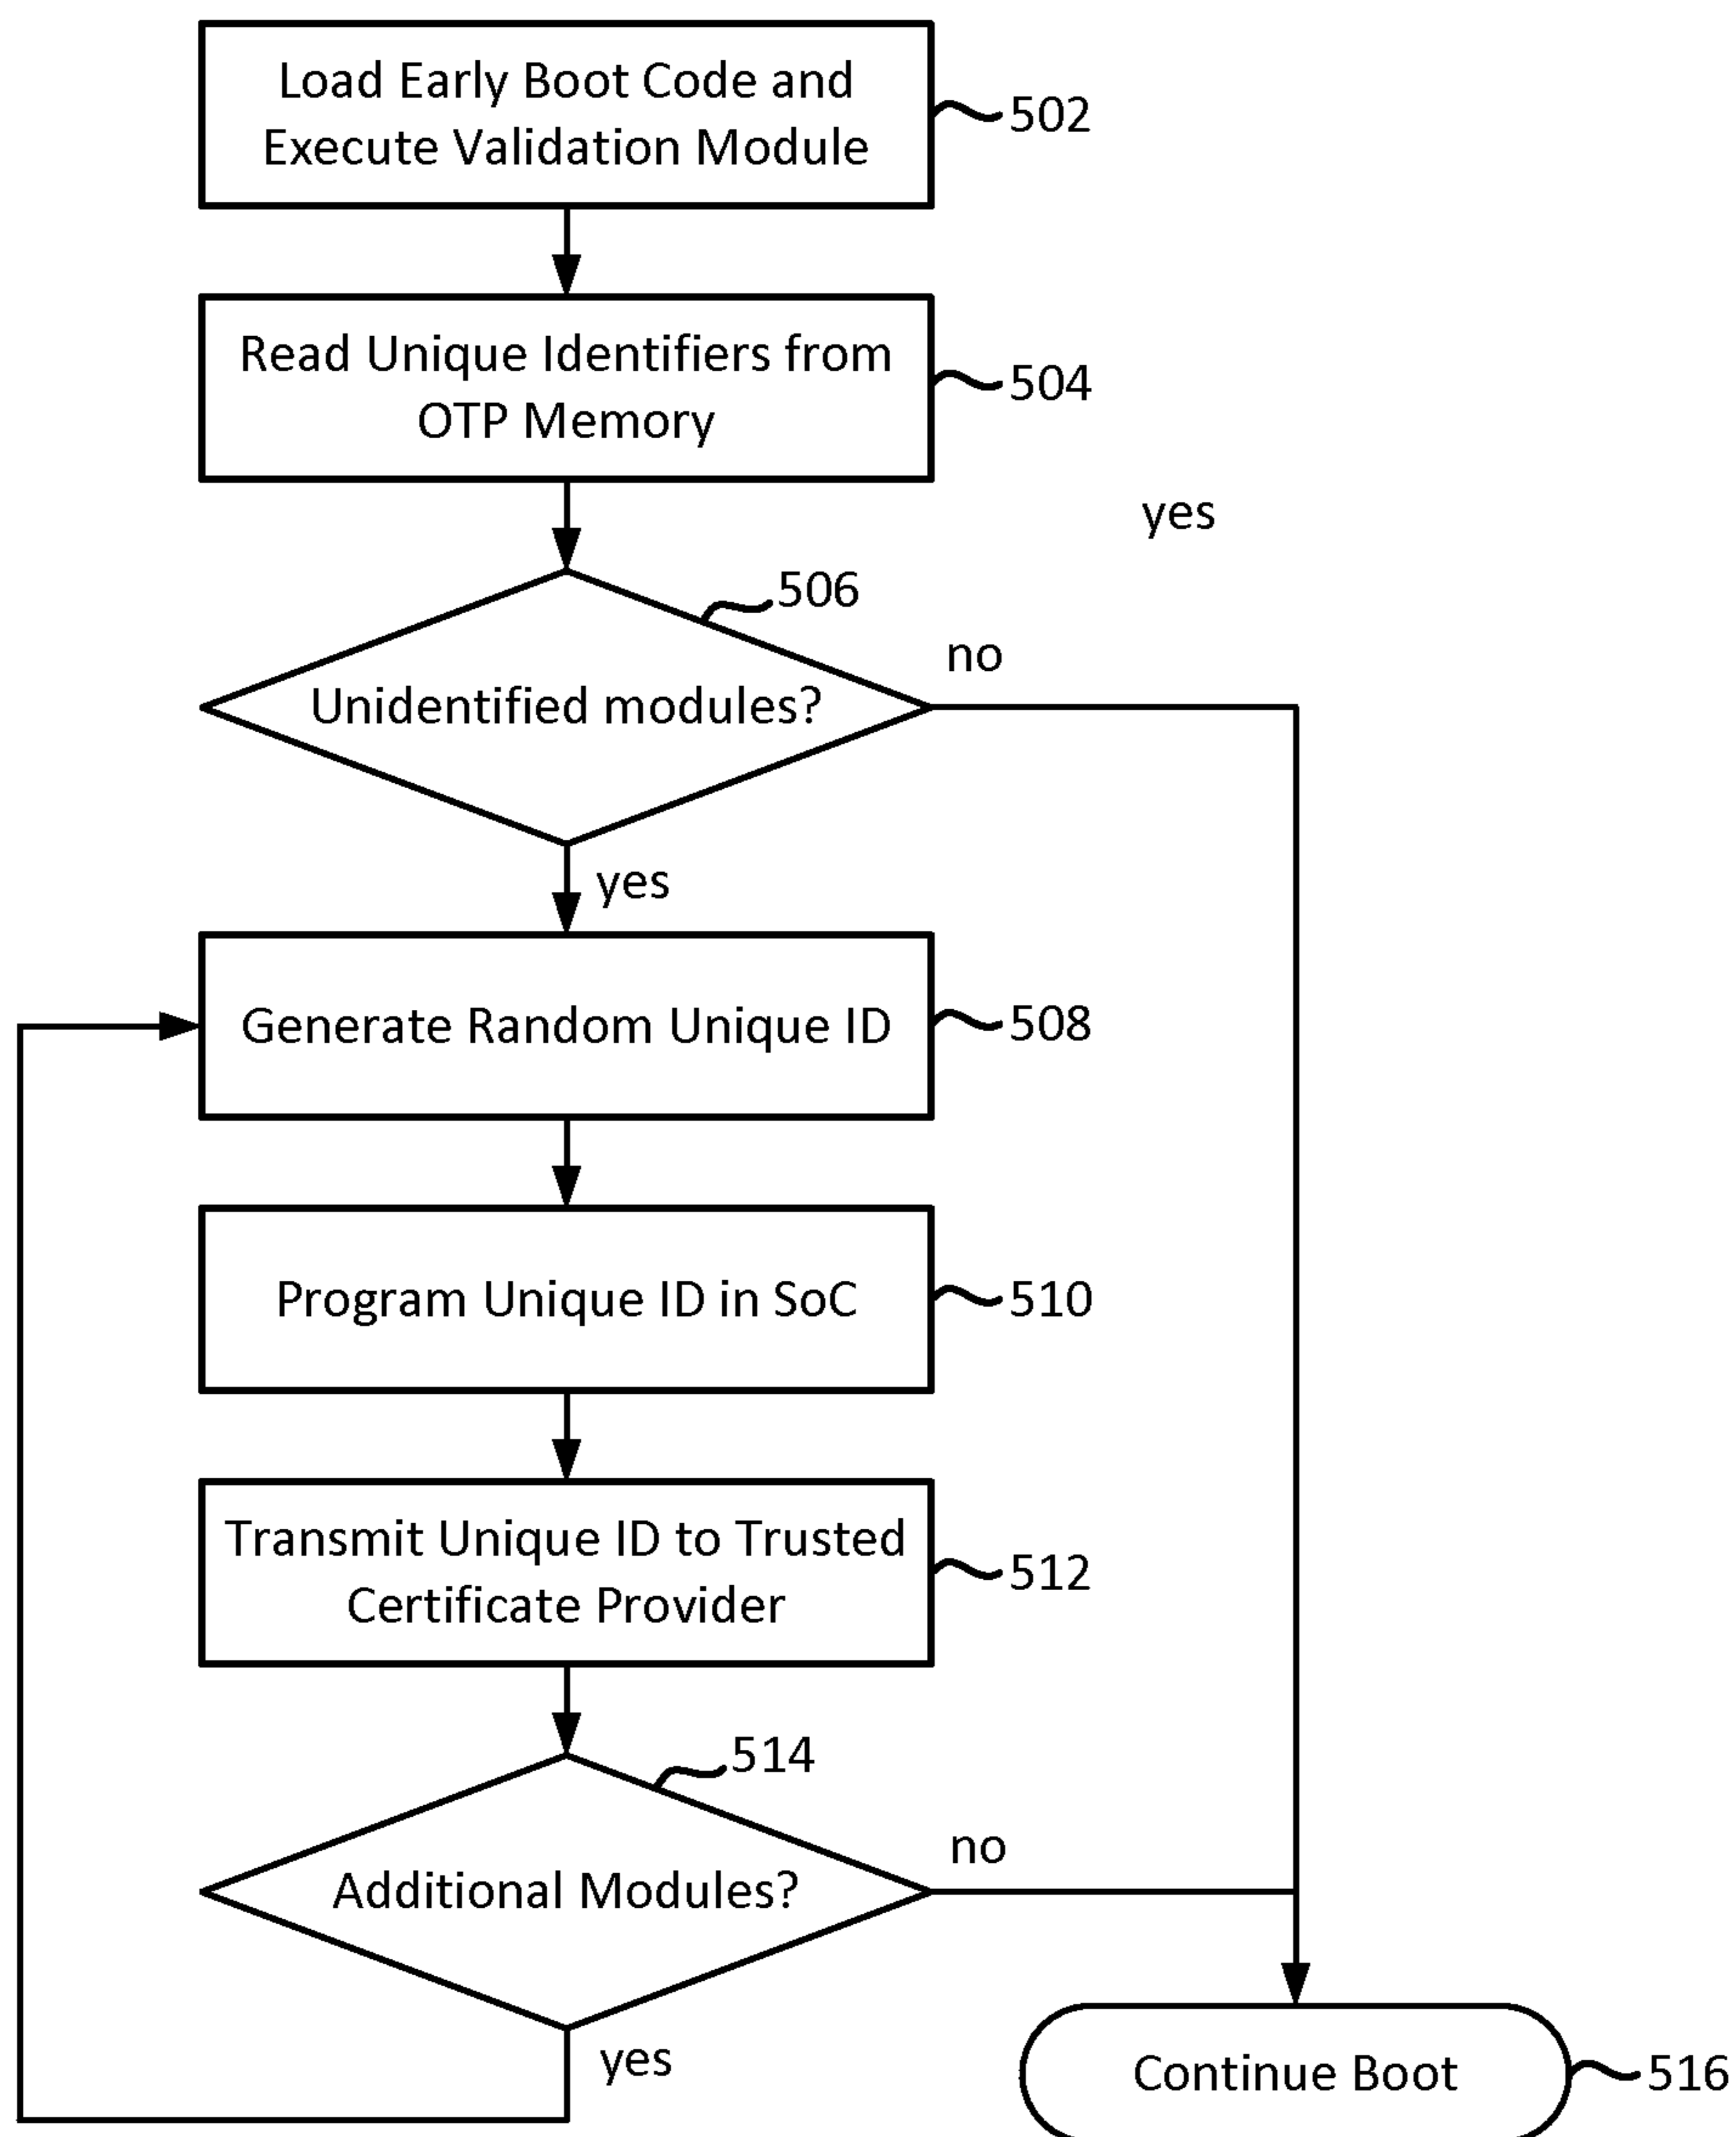 Load Early Boot Code and
Execute Validation Module
502
Read Unique Identifiers from
OTP Memory
504
yes
506
no
Unidentified modules?
yes
Generate Random Unique ID
508
Program Unique ID in SoC
510
Transmit Unique ID to Trusted
Certificate Provider
512
514
no
Additional Modules?
yes
Continue Boot
516